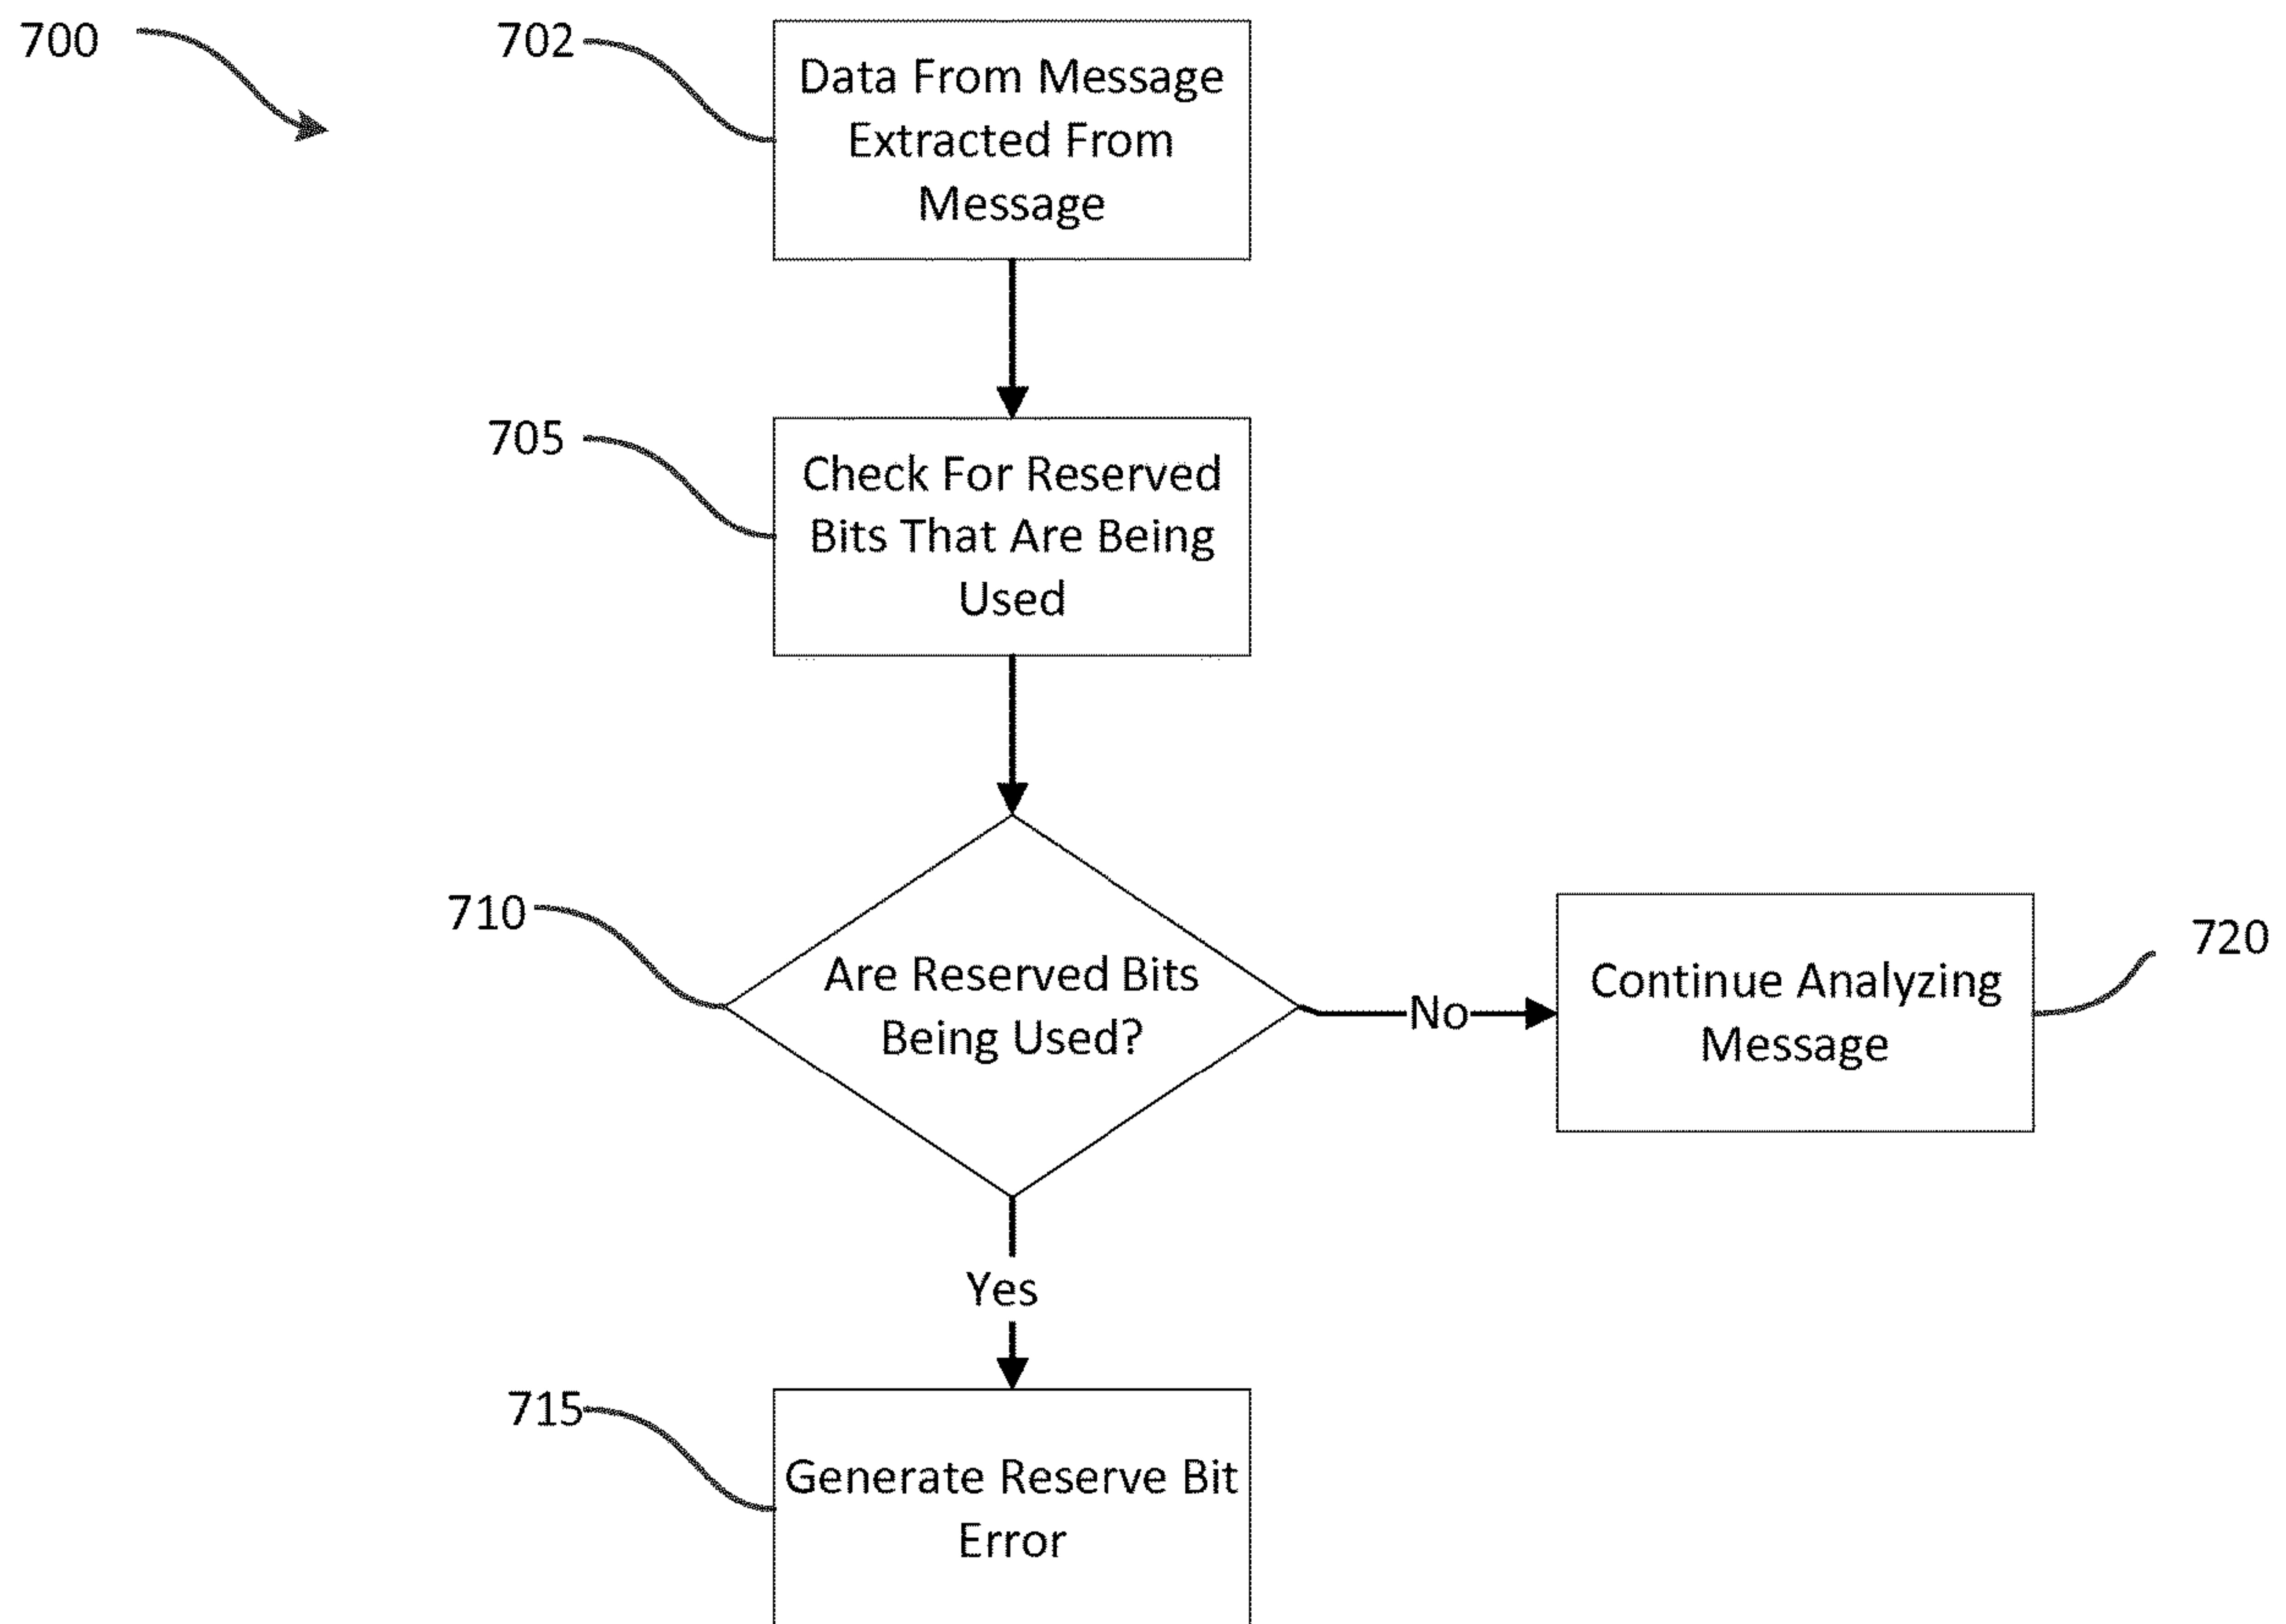 700
702
Data From Message
Extracted From
Message
705
Check For Reserved
Bits That Are Being
Used
710
Are Reserved Bits
Being Used?
No
Continue Analyzing
Message
720
Yes
715
Generate Reserve Bit
Error